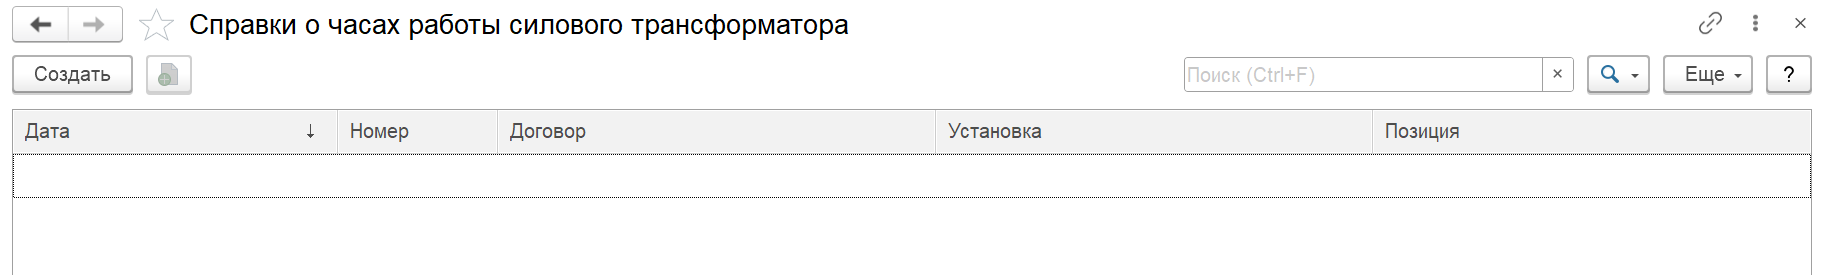 Справки о часах работы силового трансформатора
Создать Поиск (Ctrl+F) × Еще ?
Дата ↓ Номер Договор Установка Позиция